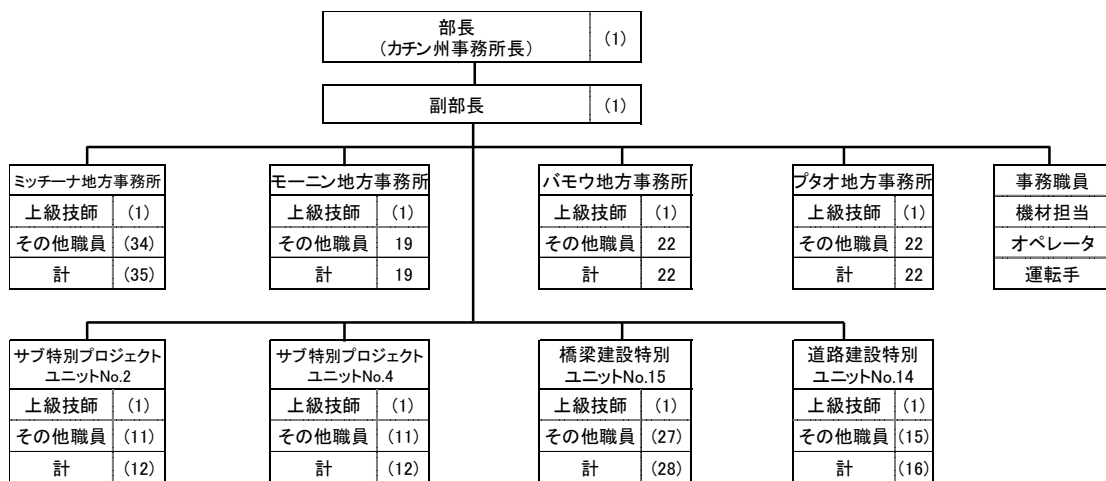 部長
(カチン州事務所長)
(1)
副部長
(1)
ミッチーナ地方事務所
上級技師 (1)
その他職員 (34)
計 (35)
モーニン地方事務所
上級技師 (1)
その他職員 19
計 19
バモウ地方事務所
上級技師 (1)
その他職員 22
計 22
プタオ地方事務所
上級技師 (1)
その他職員 22
計 22
事務職員
機材担当
オペレータ
運転手
サブ特別プロジェクト
ユニットNo.2
上級技師 (1)
その他職員 (11)
計 (12)
サブ特別プロジェクト
ユニットNo.4
上級技師 (1)
その他職員 (11)
計 (12)
橋梁建設特別
ユニットNo.15
上級技師 (1)
その他職員 (27)
計 (28)
道路建設特別
ユニットNo.14
上級技師 (1)
その他職員 (15)
計 (16)